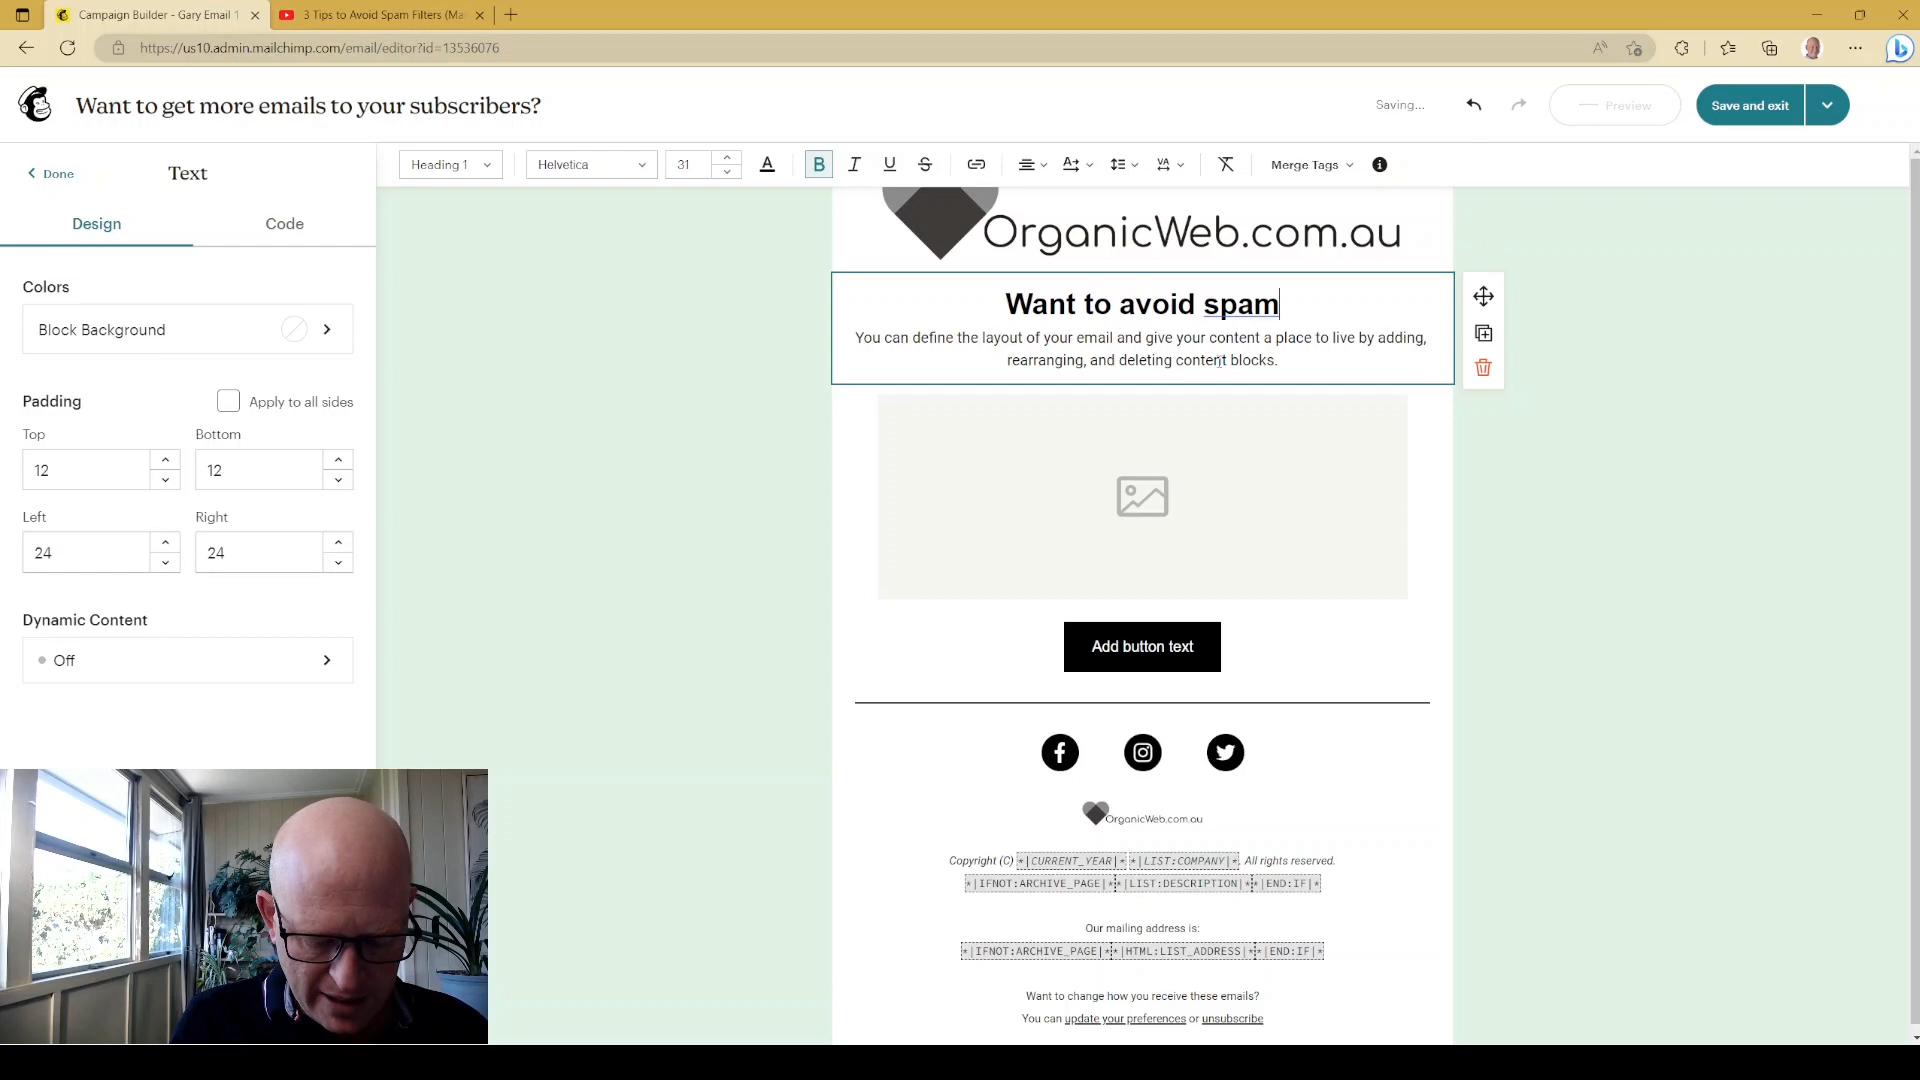 Campaign Builder - Gary Email 1
3 Tips to Avoid Spam Filters (Ma
https://us10.admin.mailchimp.com/email/editor?id=13536076
Want to get more emails to your subscribers?
Saving...
Preview
Save and exit
Done
Text
Heading 1
Helvetica
31
A
B
I
U
S
Merge Tags
Design
Code
Colors
Block Background
Padding
Apply to all sides
Top
Bottom
12
12
Left
Right
24
24
Dynamic Content
Off
OrganicWeb.com.au
Want to avoid spam
You can define the layout of your email and give your content a place to live by adding,
rearranging, and deleting content blocks.
Add button text
OrganicWeb.com.au
Copyright (C) *|CURRENT_YEAR|* *|LIST:COMPANY|*. All rights reserved.
*|IFNOT:ARCHIVE_PAGE|**|LIST:DESCRIPTION|**|END:IF|*
Our mailing address is:
*|IFNOT:ARCHIVE_PAGE|**|HTML:LIST_ADDRESS|**|END:IF|*
Want to change how you receive these emails?
You can update your preferences or unsubscribe